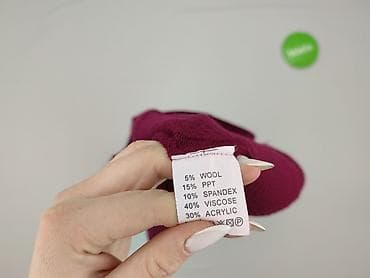 5% WOOL
15% PPT
10% SPANDEX
40% VISCOSE
30% ACRYLIC